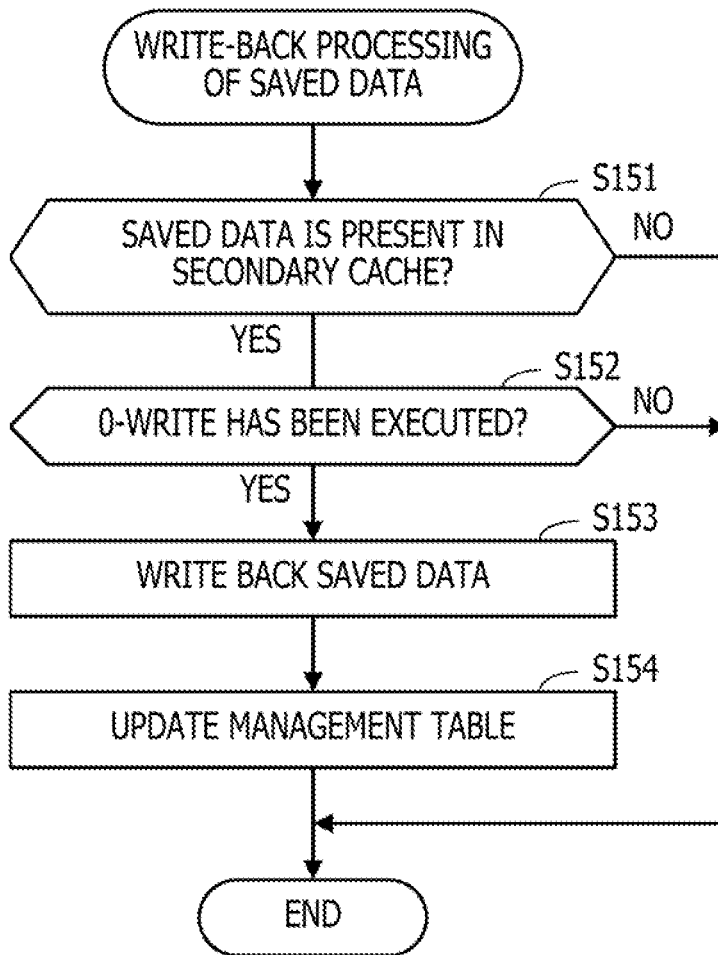 WRITE-BACK PROCESSING
OF SAVED DATA
S151
SAVED DATA IS PRESENT IN
SECONDARY CACHE?
NO
YES
S152
0-WRITE HAS BEEN EXECUTED?
NO
YES
S153
WRITE BACK SAVED DATA
S154
UPDATE MANAGEMENT TABLE
END